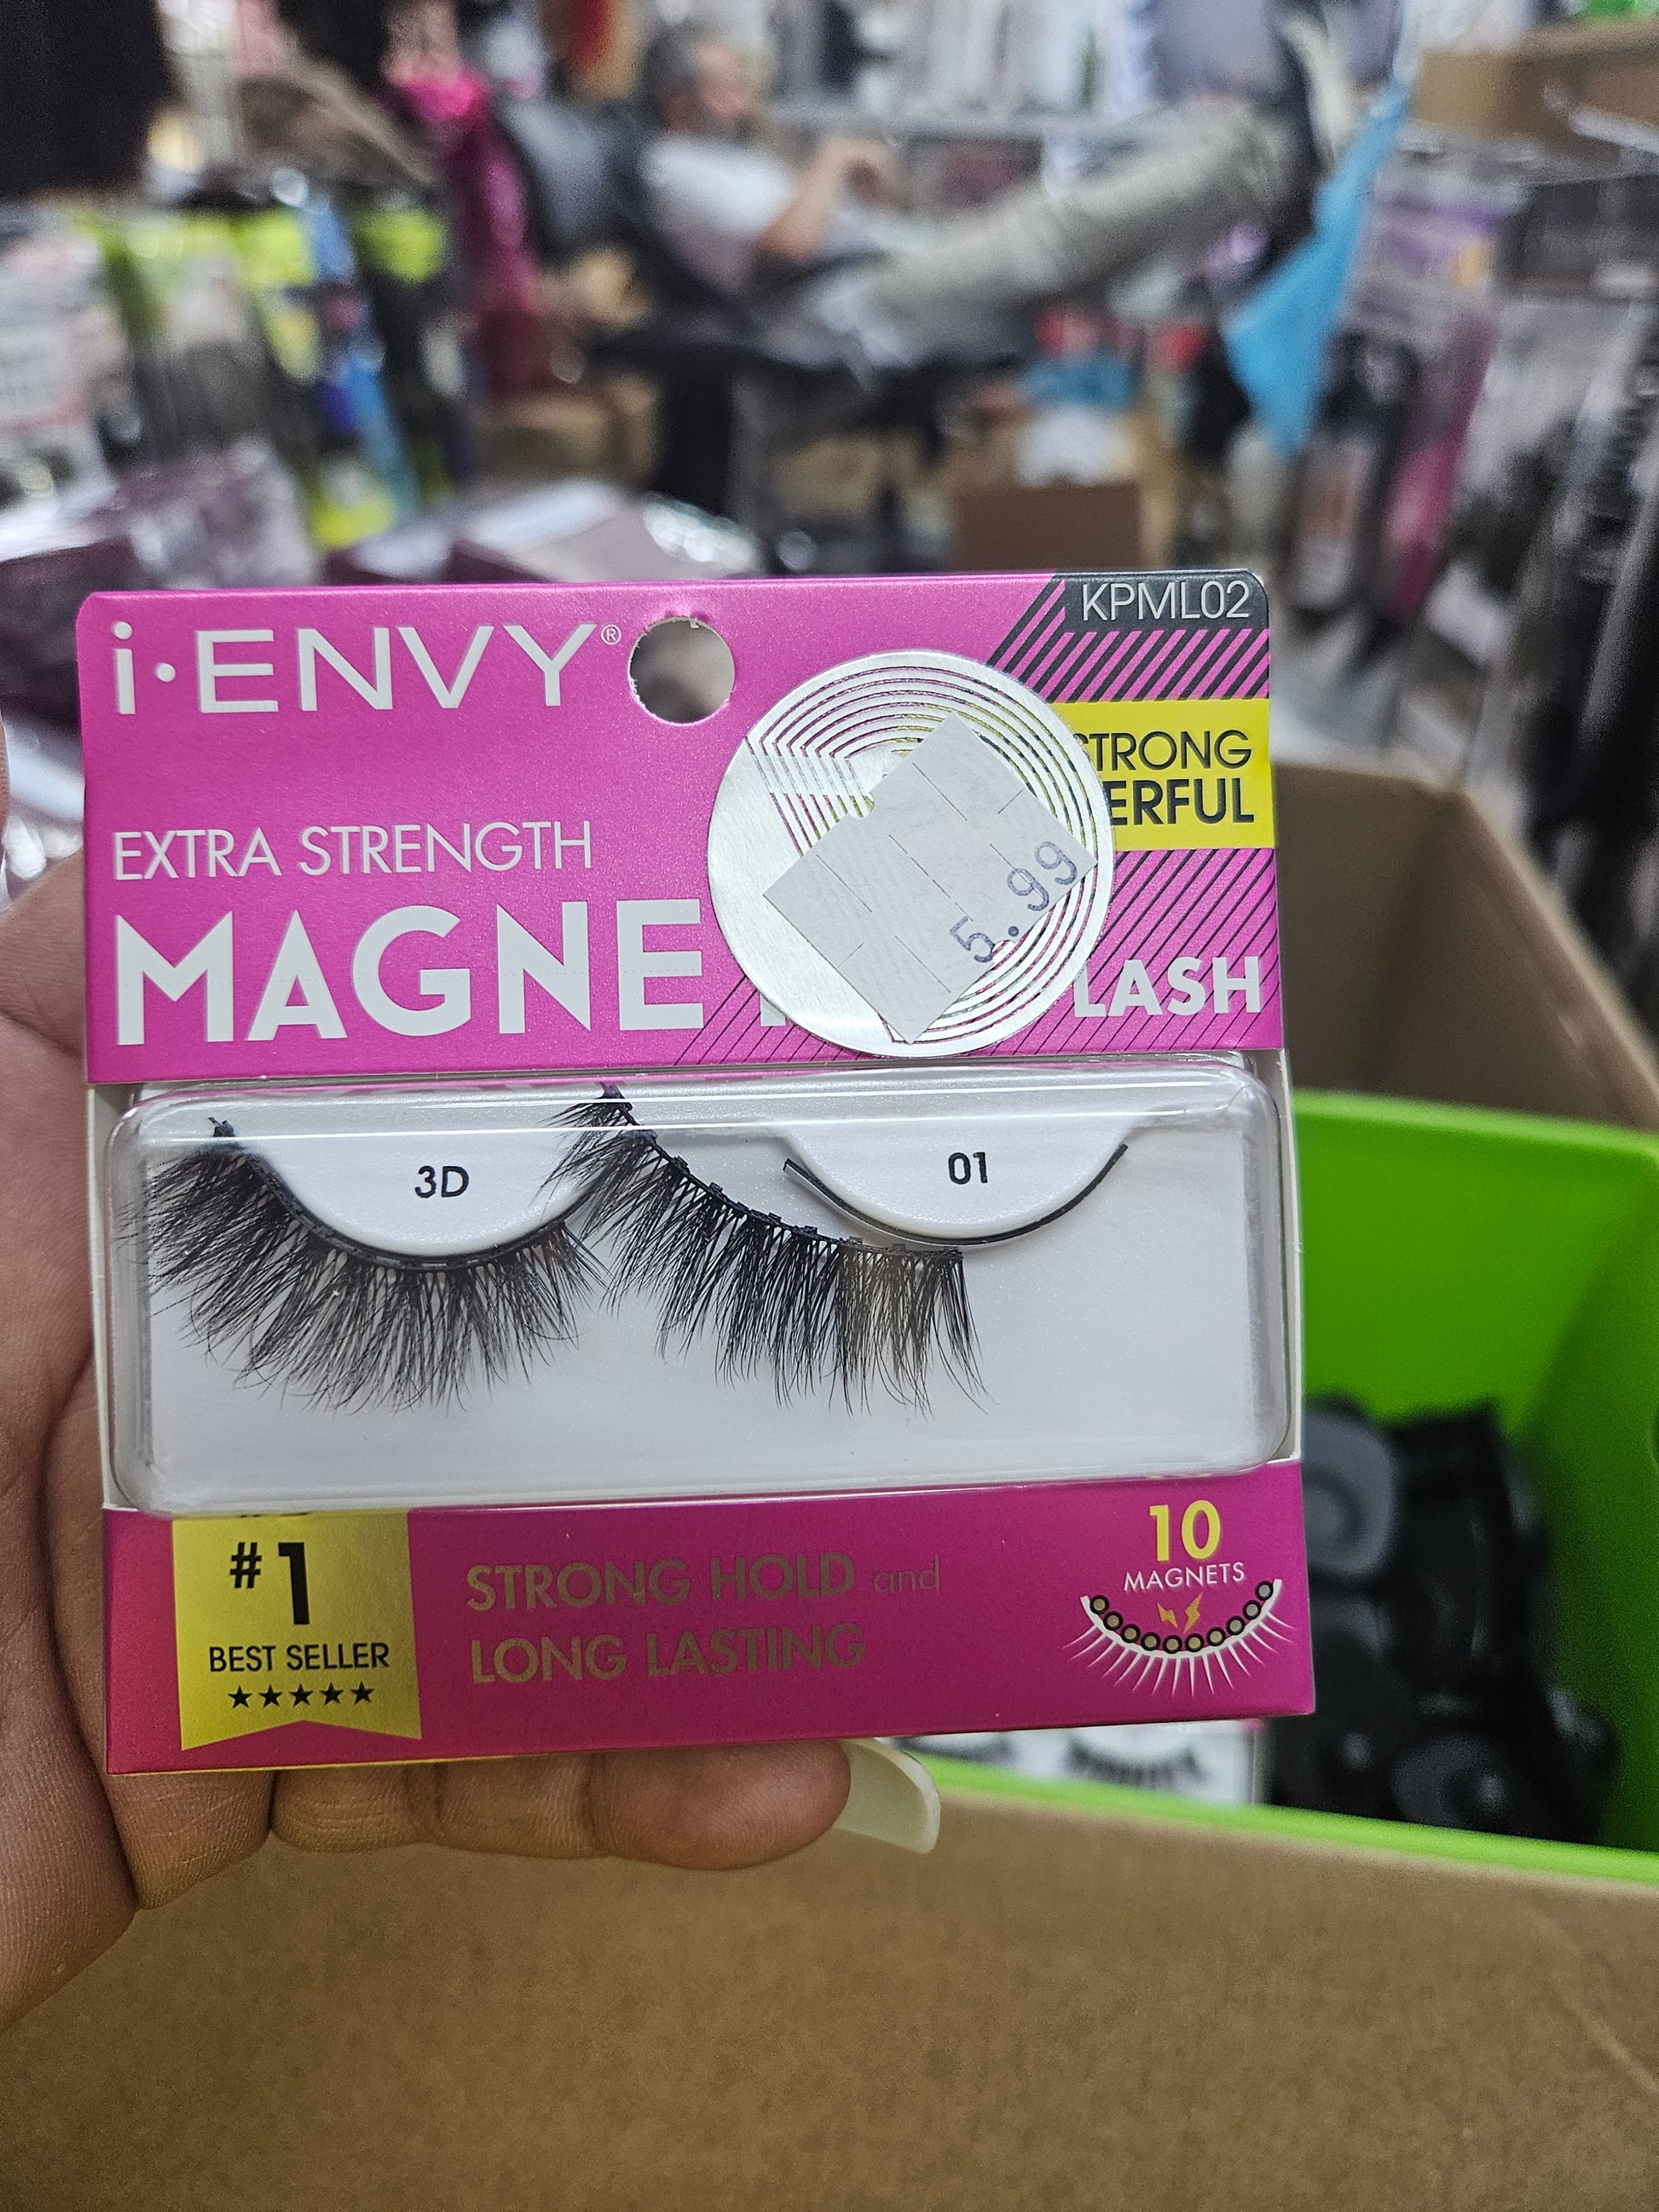 i·ENVY®
KPML02
STRONG
ERFUL
EXTRA STRENGTH
MAGNE
LASH
5.99
3D
01
#1
BEST SELLER
★★★★★
STRONG HOLD and
LONG LASTING
10
MAGNETS